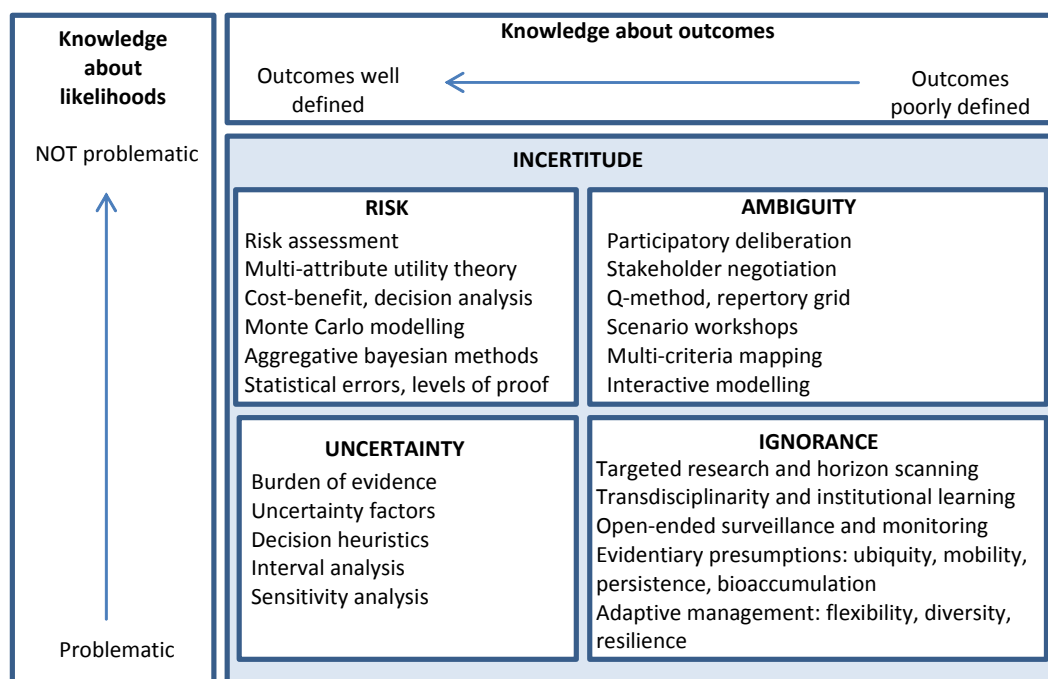 Knowledge
about
likelihoods
NOT problematic
Problematic
Knowledge about outcomes
Outcomes well
defined
Outcomes
poorly defined
INCERTITUDE
RISK
Risk assessment
Multi-attribute utility theory
Cost-benefit, decision analysis
Monte Carlo modelling
Aggregative bayesian methods
Statistical errors, levels of proof
AMBIGUITY
Participatory deliberation
Stakeholder negotiation
Q-method, repertory grid
Scenario workshops
Multi-criteria mapping
Interactive modelling
UNCERTAINTY
Burden of evidence
Uncertainty factors
Decision heuristics
Interval analysis
Sensitivity analysis
IGNORANCE
Targeted research and horizon scanning
Transdisciplinarity and institutional learning
Open-ended surveillance and monitoring
Evidentiary presumptions: ubiquity, mobility,
persistence, bioaccumulation
Adaptive management: flexibility, diversity,
resilience